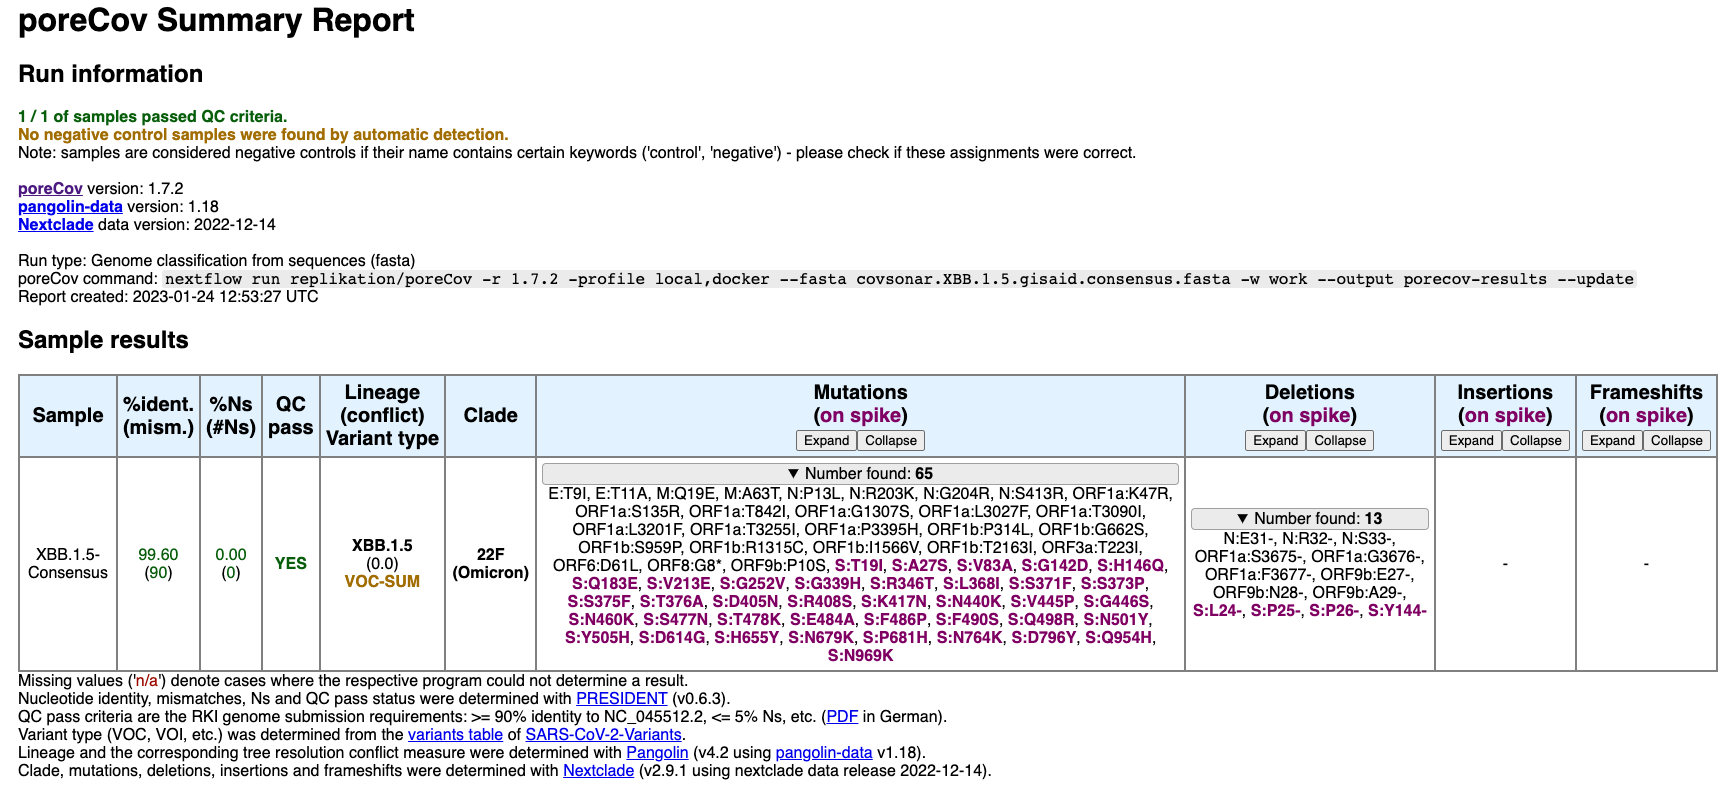 poreCov Summary Report
Run information
1 / 1 of samples passed QC criteria.
No negative control samples were found by automatic detection.
Note: samples are considered negative controls if their name contains certain keywords ('control', 'negative') - please check if these assignments were correct.
poreCov version: 1.7.2
pangolin-data version: 1.18
Nextclade data version: 2022-12-14
Run type: Genome classification from sequences (fasta)
poreCov command: nextflow run replikation/poreCov -r 1.7.2 -profile local,docker --fasta covsonar.XBB.1.5.gisaid.consensus.fasta -w work --output porecov-results --update
Report created: 2023-01-24 12:53:27 UTC
Sample results
Sample
%ident.
(mism.)
%Ns
(#Ns)
QC
pass
Lineage
(conflict)
Variant type
Clade
Mutations
(on spike)
Expand Collapse
Deletions
(on spike)
Expand Collapse
Insertions
(on spike)
Expand Collapse
Frameshifts
(on spike)
Expand Collapse
XBB.1.5-
Consensus
99.60
(90)
0.00
(0)
YES
XBB.1.5
(0.0)
VOC-SUM
22F
(Omicron)
▼ Number found: 65
E:T9I, E:T11A, M:Q19E, M:A63T, N:P13L, N:R203K, N:G204R, N:S413R, ORF1a:K47R,
ORF1a:S135R, ORF1a:T842I, ORF1a:G1307S, ORF1a:L3027F, ORF1a:T3090I,
ORF1a:L3201F, ORF1a:T3255I, ORF1a:P3395H, ORF1b:P314L, ORF1b:G662S,
ORF1b:S959P, ORF1b:R1315C, ORF1b:I1566V, ORF1b:T2163I, ORF3a:T223I,
ORF6:D61L, ORF8:G8*, ORF9b:P10S, S:T19I, S:A27S, S:V83A, S:G142D, S:H146Q,
S:Q183E, S:V213E, S:G252V, S:G339H, S:R346T, S:L368I, S:S371F, S:S373P,
S:S375F, S:T376A, S:D405N, S:R408S, S:K417N, S:N440K, S:V445P, S:G446S,
S:N460K, S:S477N, S:T478K, S:E484A, S:F486P, S:F490S, S:Q498R, S:N501Y,
S:Y505H, S:D614G, S:H655Y, S:N679K, S:P681H, S:N764K, S:D796Y, S:Q954H,
S:N969K
▼ Number found: 13
N:E31-, N:R32-, N:S33-,
ORF1a:S3675-, ORF1a:G3676-,
ORF1a:F3677-, ORF9b:E27-,
ORF9b:N28-, ORF9b:A29-,
S:L24-, S:P25-, S:P26-, S:Y144-
-
-
Missing values ('n/a') denote cases where the respective program could not determine a result.
Nucleotide identity, mismatches, Ns and QC pass status were determined with PRESIDENT (v0.6.3).
QC pass criteria are the RKI genome submission requirements: >= 90% identity to NC_045512.2, <= 5% Ns, etc. (PDF in German).
Variant type (VOC, VOI, etc.) was determined from the variants table of SARS-CoV-2-Variants.
Lineage and the corresponding tree resolution conflict measure were determined with Pangolin (v4.2 using pangolin-data v1.18).
Clade, mutations, deletions, insertions and frameshifts were determined with Nextclade (v2.9.1 using nextclade data release 2022-12-14).